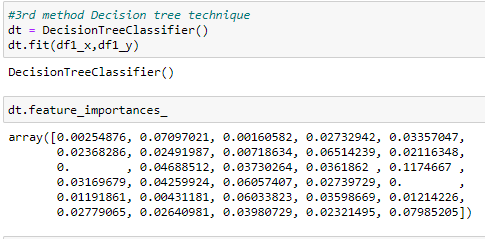 #3rd method Decision tree technique
dt = DecisionTreeClassifier()
dt.fit(df1_x,df1_y)
DecisionTreeClassifier()
dt.feature_importances_
array([0.00254876, 0.07097021, 0.00160582, 0.02732942, 0.03357047,
0.02368286, 0.02491987, 0.00718634, 0.06514239, 0.02116348,
0. , 0.04688512, 0.03730264, 0.0361862 , 0.1174667 ,
0.03169679, 0.04259924, 0.06057407, 0.02739729, 0. ,
0.01191861, 0.00431181, 0.06033823, 0.03598669, 0.01214226,
0.02779065, 0.02640981, 0.03980729, 0.02321495, 0.07985205])